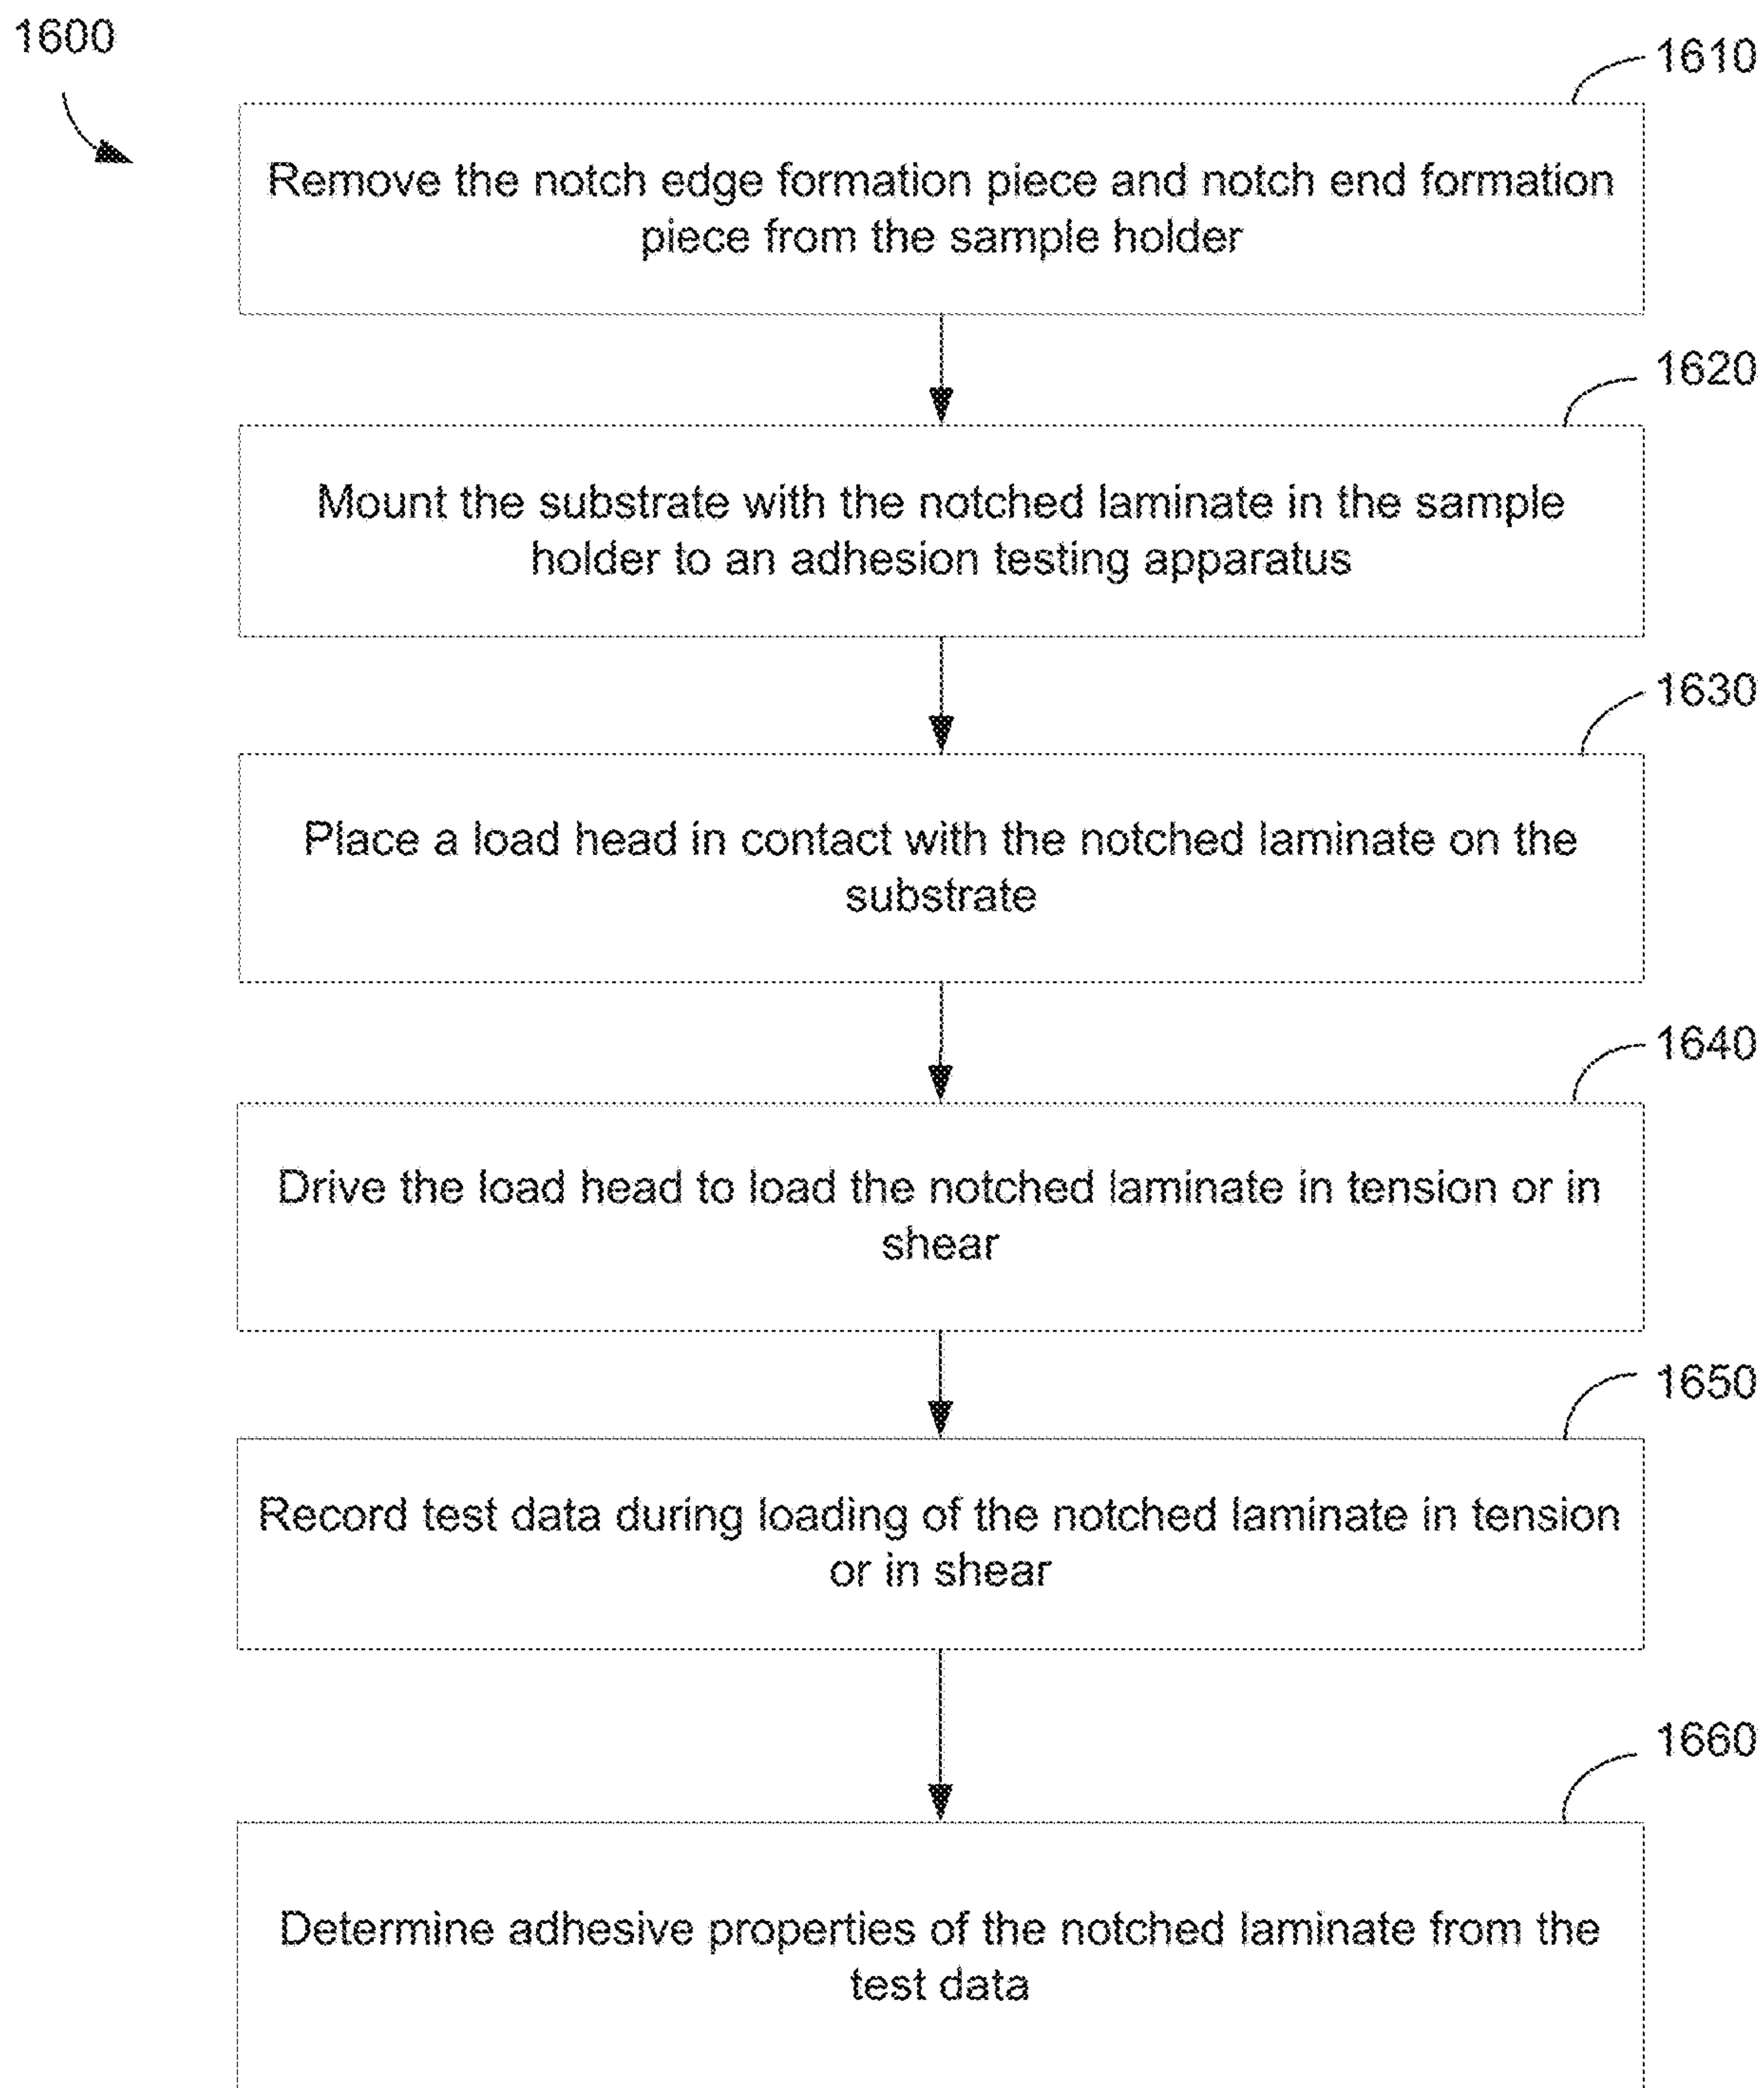 1600
1610
Remove the notch edge formation piece and notch end formation
piece from the sample holder
1620
Mount the substrate with the notched laminate in the sample
holder to an adhesion testing apparatus
1630
Place a load head in contact with the notched laminate on the
substrate
1640
Drive the load head to load the notched laminate in tension or in
shear
1650
Record test data during loading of the notched laminate in tension
or in shear
1660
Determine adhesive properties of the notched laminate from the
test data